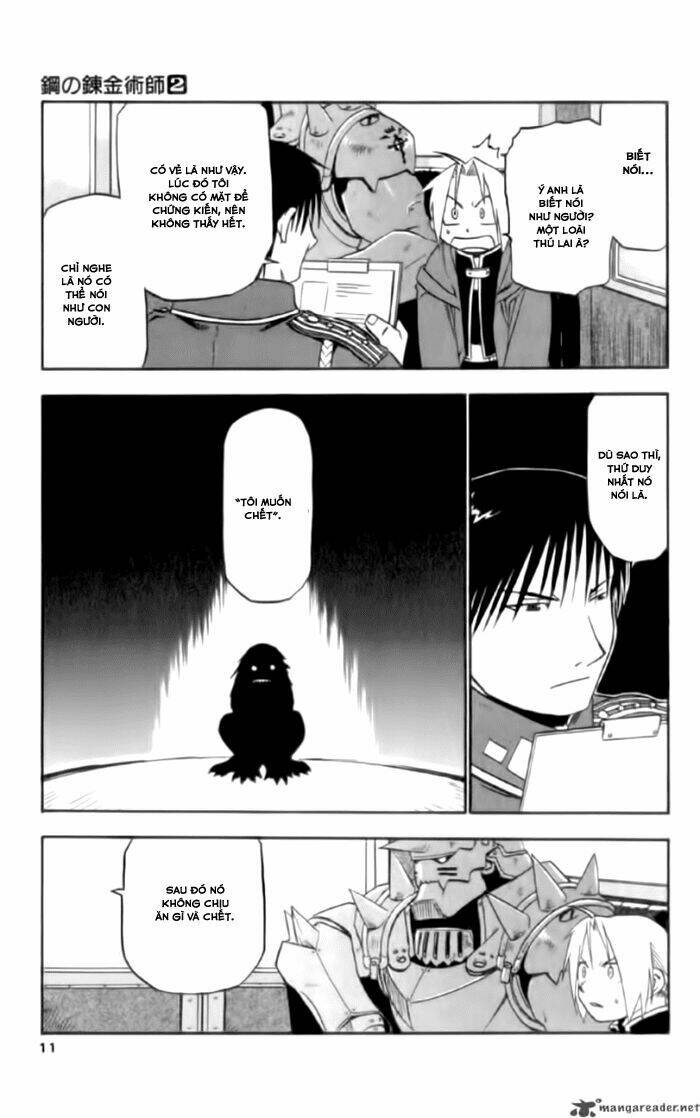 鋼の錬金術師2
BIẾT
NÓI...
Ý ANH LÀ
BIẾT NÓI
NHƯ NGƯỜI?
MỘT LOÀI
THÚ LAI À?
CÓ VẺ LÀ NHƯ VẬY.
LÚC ĐÓ TÔI
KHÔNG CÓ MẶT ĐỂ
CHỨNG KIẾN, NÊN
KHÔNG THẤY HẾT.
CHỈ NGHE
LÀ NÓ CÓ
THỂ NÓI
NHƯ CON
NGƯỜI.
DÙ SAO THÌ,
THỨ DUY
NHẤT NÓ
NÓI LÀ.
"TÔI MUỐN
CHẾT".
SAU ĐÓ NÓ
KHÔNG CHỊU
ĂN GÌ VÀ CHẾT.
11
mangareader.net